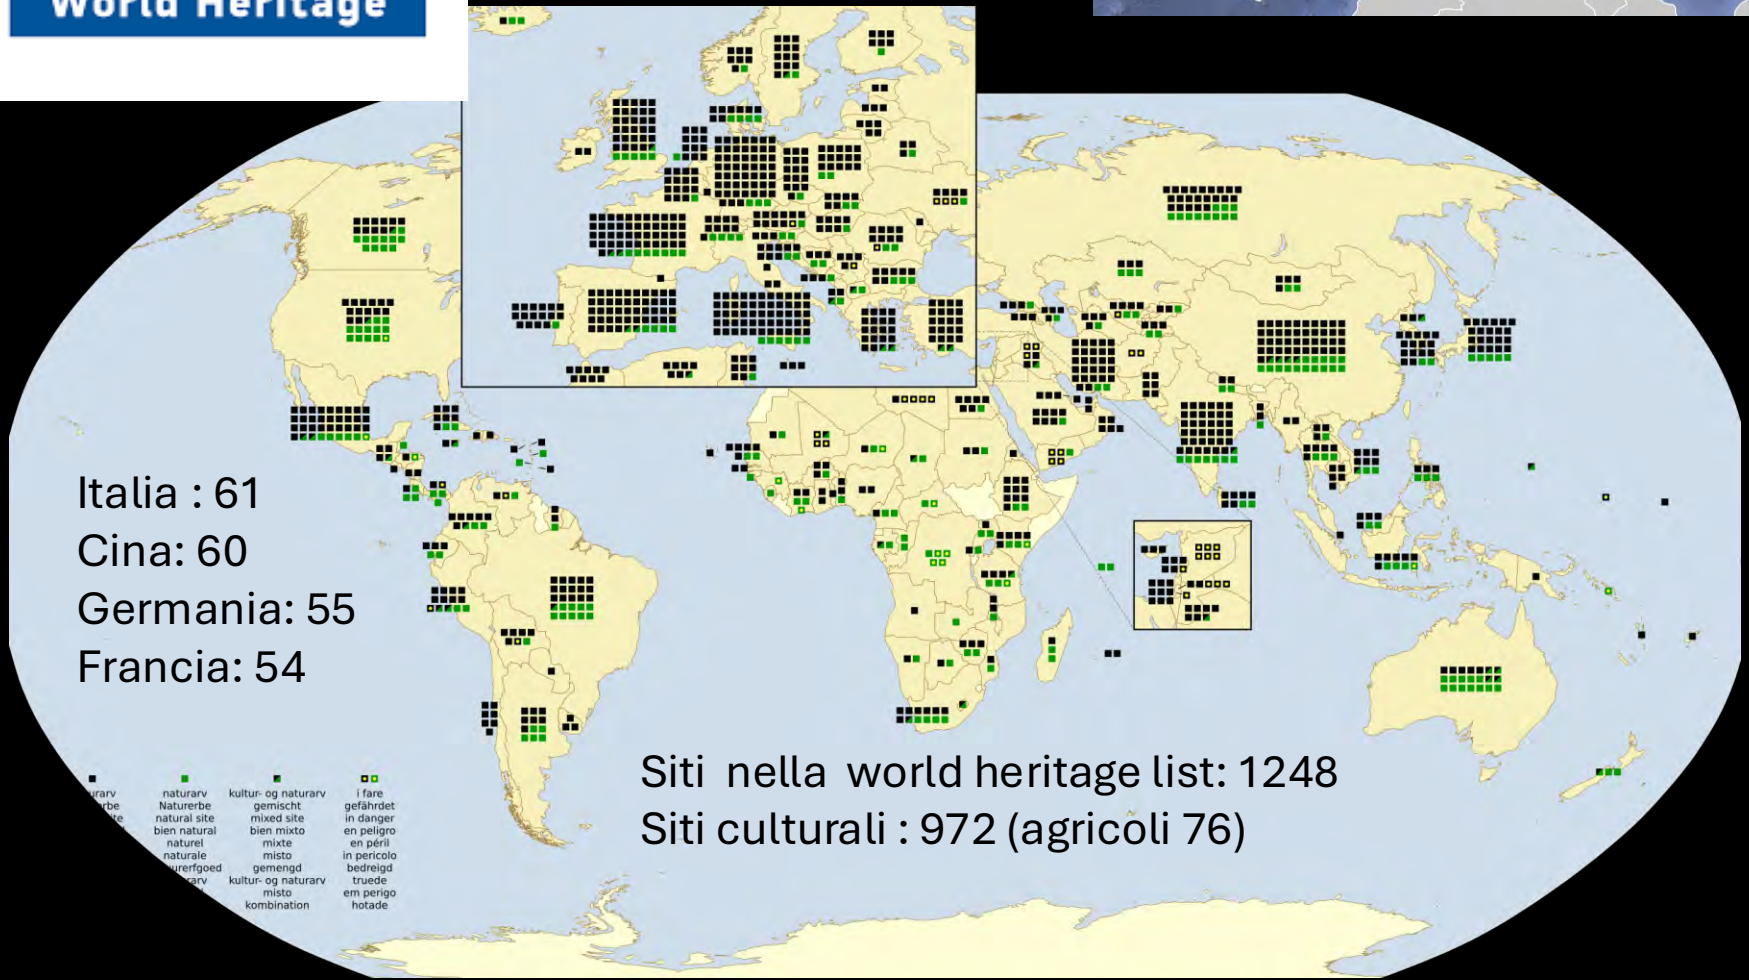 World Heritage
Italia : 61
Cina: 60
Germania: 55
Francia: 54
Siti nella world heritage list: 1248
Siti culturali : 972 (agricoli 76)
naturarv kultur- og naturarv i fare
Naturerbe gemischt gefährdet
natural site mixed site in danger
bien natural bien mixto en peligro
naturel mixte en péril
naturale misto in pericolo
gemengd bedreigd
kultur- og naturarv truede
misto em perigo
kombination hotade